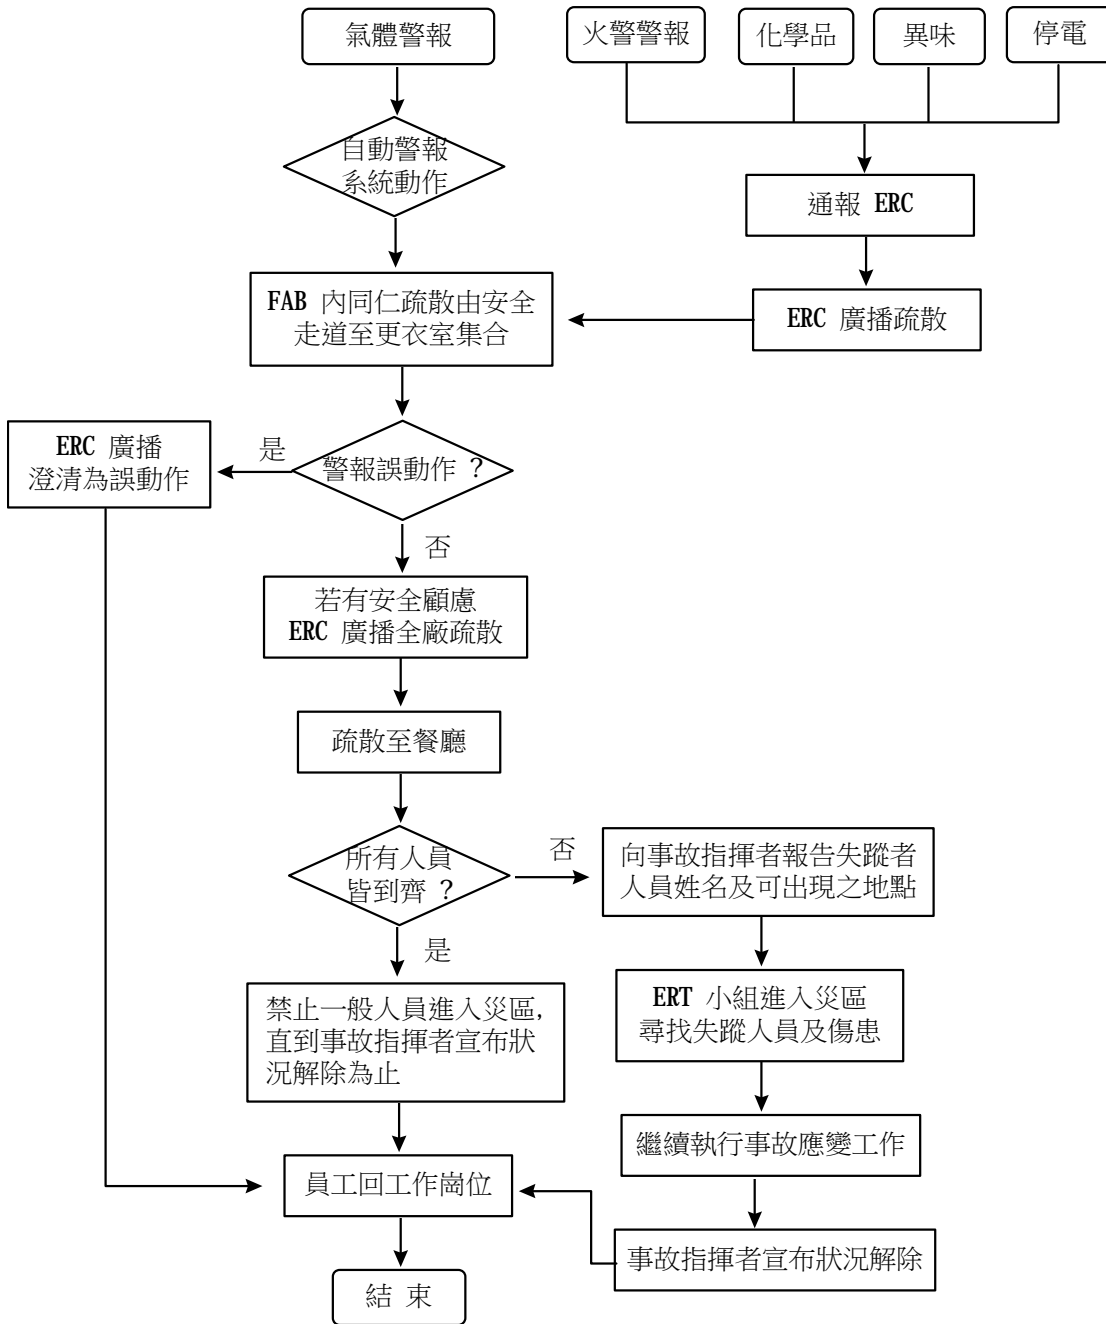 氣體警報
火警警報
化學品
異味
停電
自動警報
系統動作
通報 ERC
FAB 內同仁疏散由安全
走道至更衣室集合
ERC 廣播疏散
ERC 廣播
澄清為誤動作
是
警報誤動作 ?
否
若有安全顧慮
ERC 廣播全廠疏散
疏散至餐廳
所有人員
皆到齊 ?
否
向事故指揮者報告失蹤者
人員姓名及可出現之地點
是
禁止一般人員進入災區,
直到事故指揮者宣布狀
況解除為止
ERT 小組進入災區
尋找失蹤人員及傷患
繼續執行事故應變工作
員工回工作崗位
事故指揮者宣布狀況解除
結 束